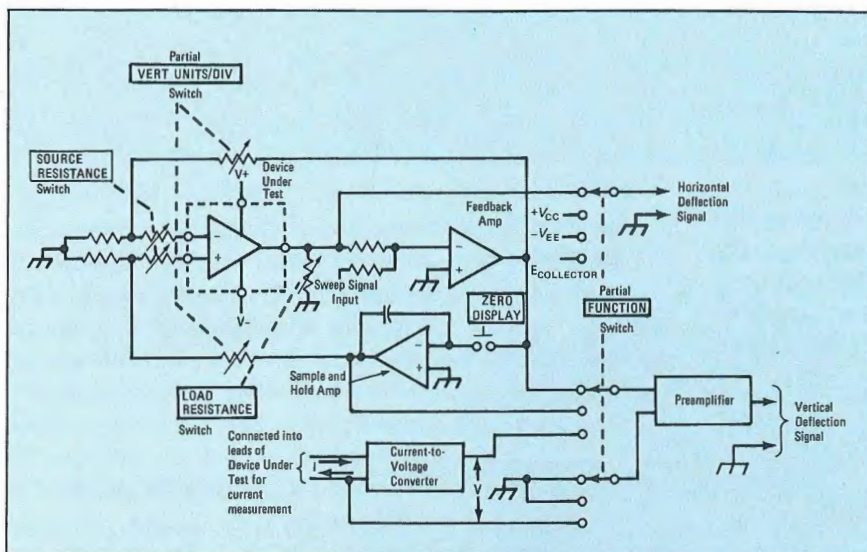 Partial
VERT UNITS/DIV
Switch
SOURCE RESISTANCE
Switch
V+
Device
Under
Test
−
+
V-
Feedback
Amp
−
+
Horizontal
Deflection
Signal
+VCC
−VEE
ECOLLECTOR
Sweep Signal
Input
ZERO
DISPLAY
Partial
FUNCTION
Switch
−
+
Sample and
Hold Amp
LOAD
RESISTANCE
Switch
Preamplifier
Vertical
Deflection
Signal
Connected into
leads of
Device Under
Test for
current
measurement
i
Current-to-
Voltage
Converter
V